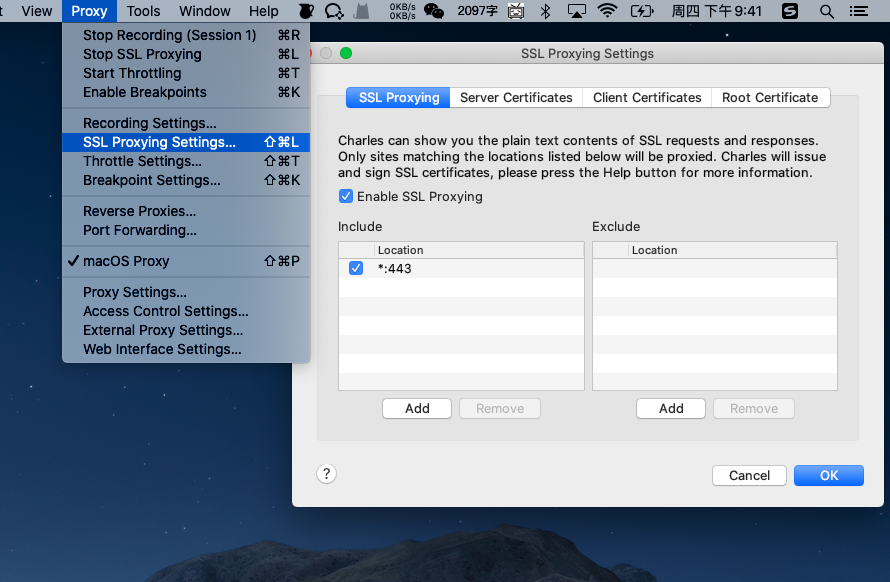 View Proxy Tools Window Help 0KB/s 2097字 周四 下午9:41
0KB/s
Stop Recording (Session 1) ⌘R
Stop SSL Proxying ⌘L
Start Throttling ⌘T
Enable Breakpoints ⌘K
Recording Settings...
SSL Proxying Settings... ⇧⌘L
Throttle Settings... ⇧⌘T
Breakpoint Settings... ⇧⌘K
Reverse Proxies...
Port Forwarding...
✓ macOS Proxy ⇧⌘P
Proxy Settings...
Access Control Settings...
External Proxy Settings...
Web Interface Settings...
SSL Proxying Settings
SSL Proxying Server Certificates Client Certificates Root Certificate
Charles can show you the plain text contents of SSL requests and responses.
Only sites matching the locations listed below will be proxied. Charles will issue
and sign SSL certificates, please press the Help button for more information.
Enable SSL Proxying
Include Exclude
Location Location
*:443
Add Remove Add Remove
? Cancel OK